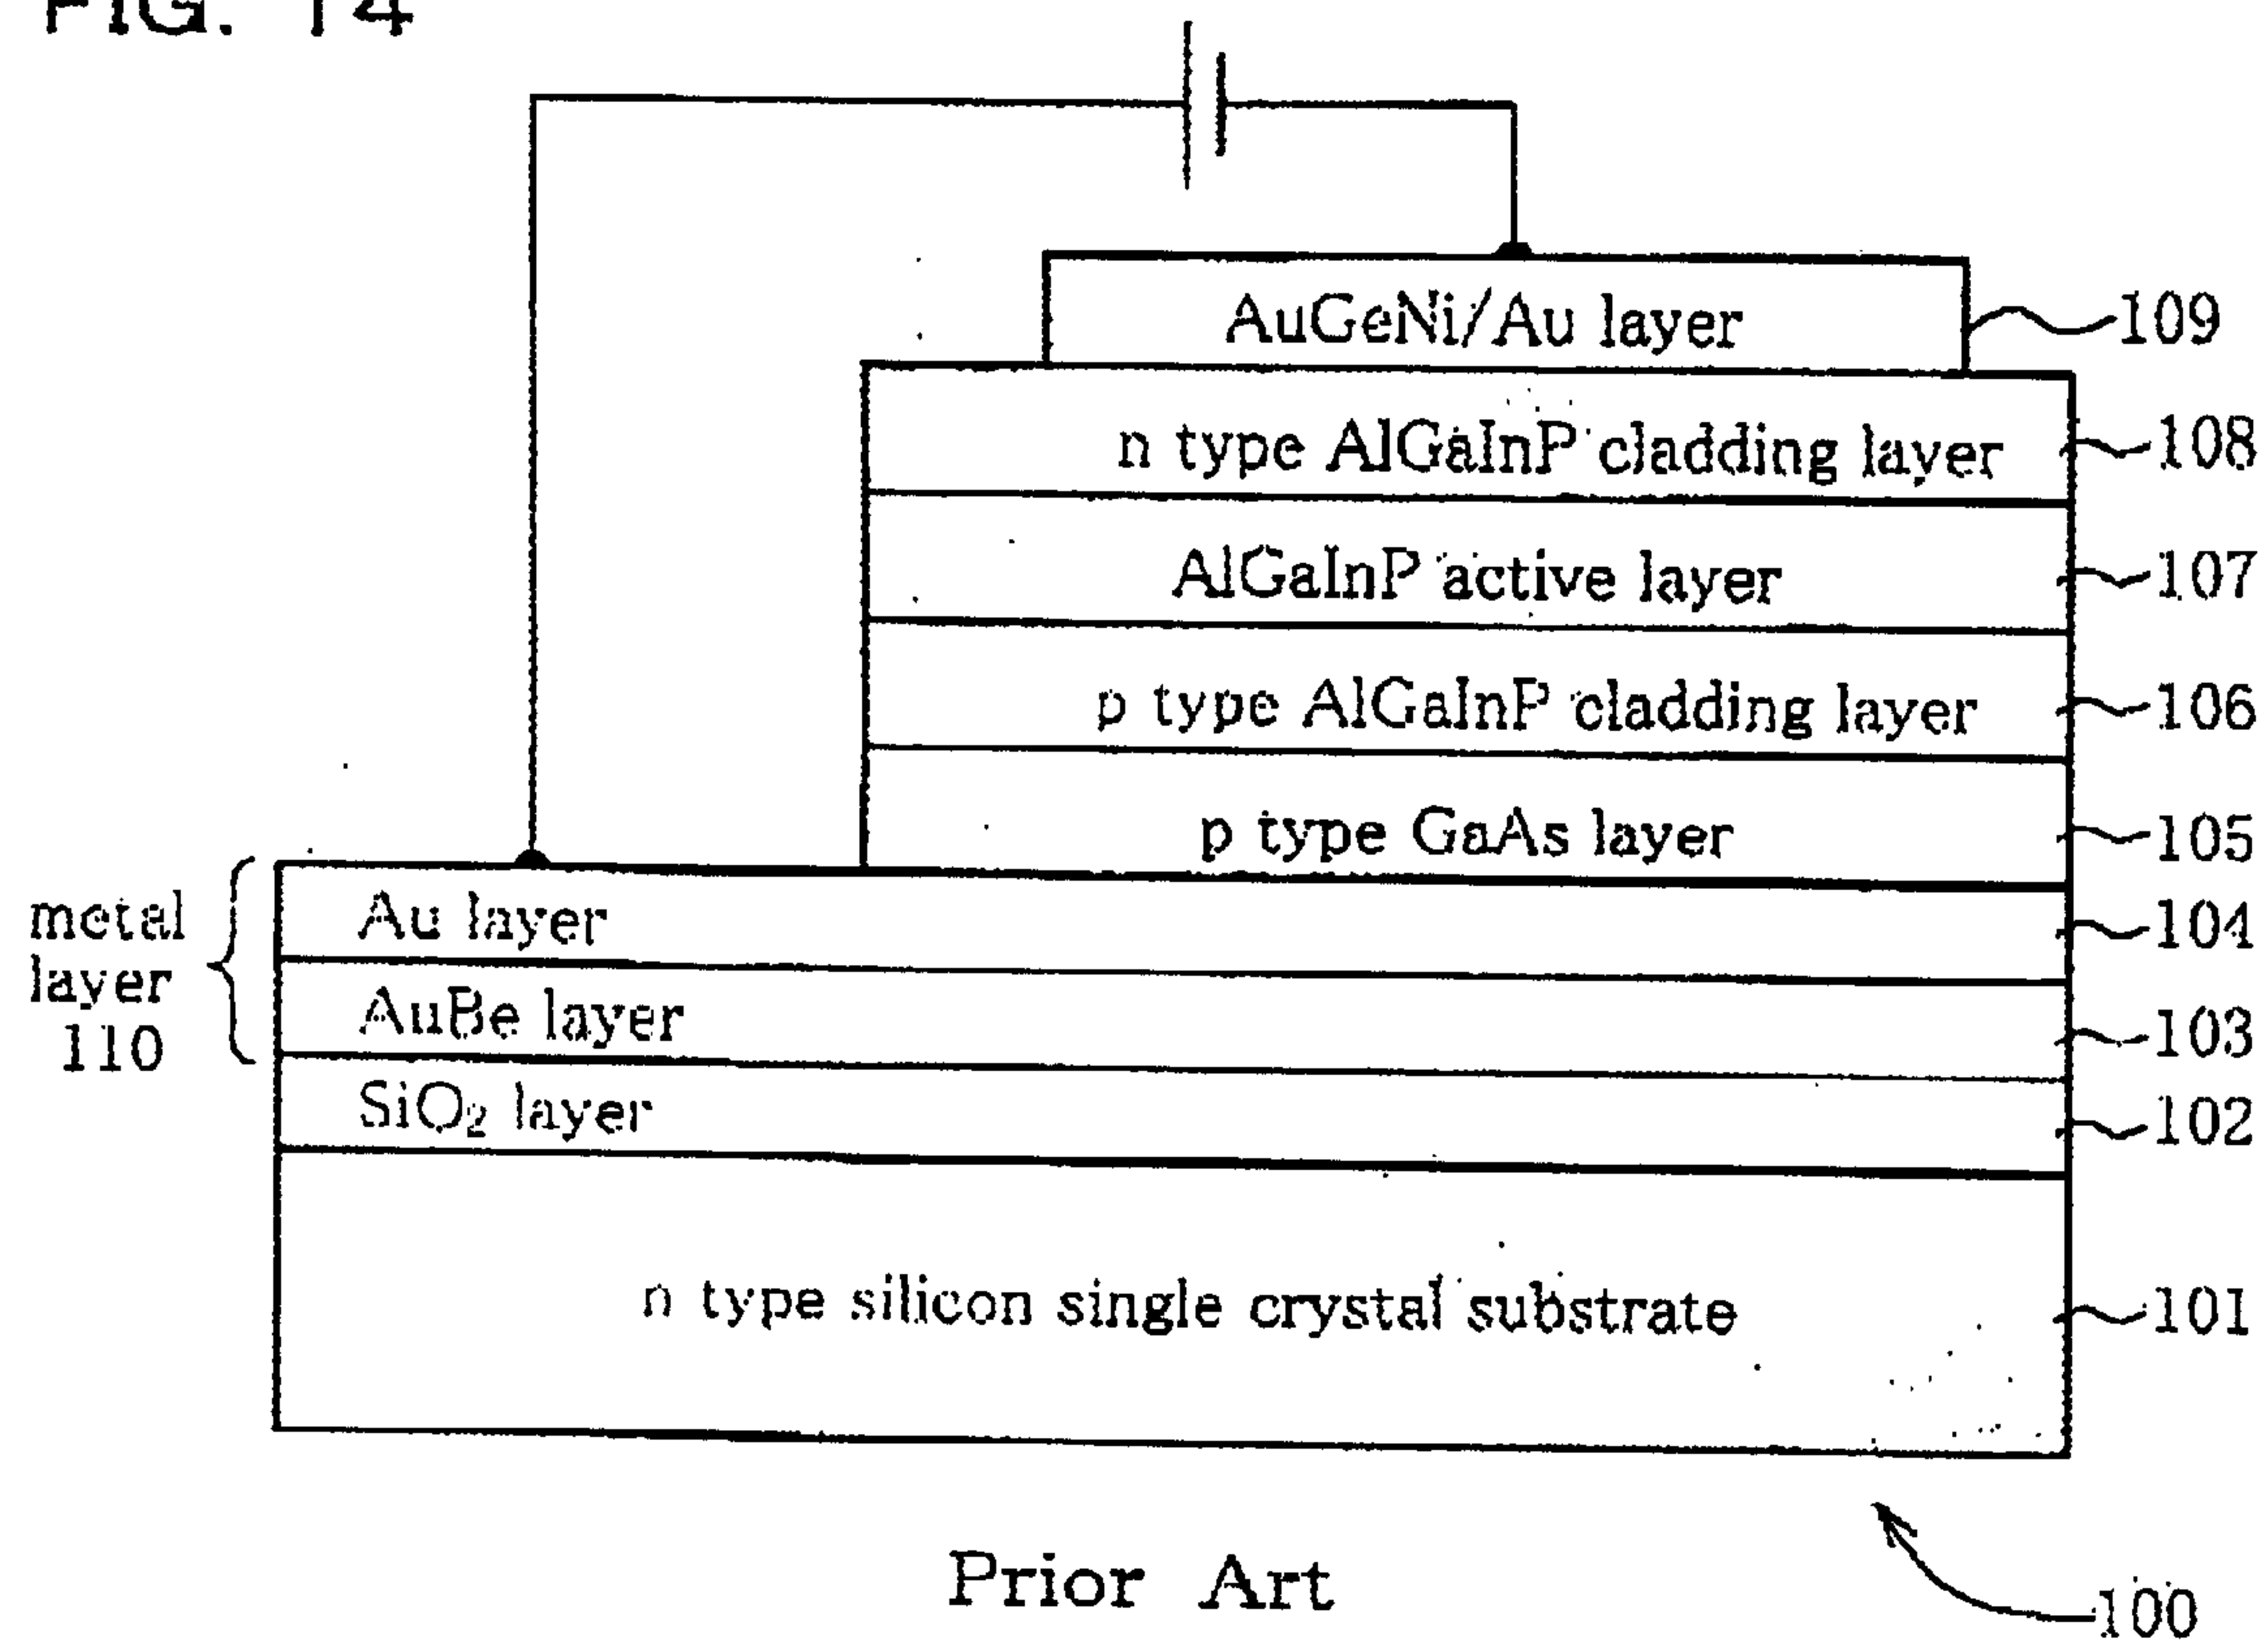 FIG. 14
AuGeNi/Au layer
109
n type AlGaInP cladding layer
108
AlGaInP active layer
107
p type AlGaInP cladding layer
106
p type GaAs layer
105
metal
layer
110
Au layer
104
AuBe layer
103
SiO₂ layer
102
n type silicon single crystal substrate
101
Prior Art
100